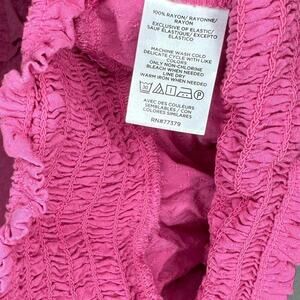 100% RAYON/ RAYONNE/
RAYON
EXCLUSIVE OF ELASTIC/
SAUF ÉLASTIQUE/ EXCEPTO
ELÁSTICO
MACHINE WASH COLD
DELICATE CYCLE WITH LIKE
COLORS
ONLY NON-CHLORINE
BLEACH WHEN NEEDED
LINE DRY
WARM IRON WHEN NEEDED
AVEC DES COULEURS
SEMBLABLES / CON
COLORES SIMILARES
RN#77379